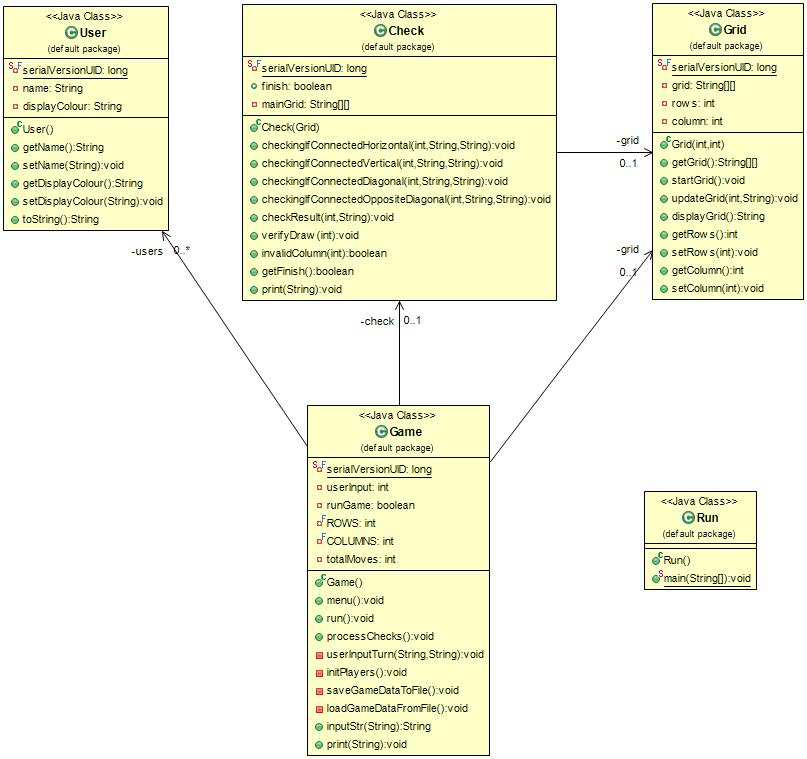 <<Java Class>>
User
(default package)
serialVersionUID: long
name: String
displayColour: String
User()
getName():String
setName(String):void
getDisplayColour():String
setDisplayColour(String):void
toString():String
<<Java Class>>
Check
(default package)
serialVersionUID: long
finish: boolean
mainGrid: String[][]
Check(Grid)
checkingIfConnectedHorizontal(int,String,String):void
checkingIfConnectedVertical(int,String,String):void
checkingIfConnectedDiagonal(int,String,String):void
checkingIfConnectedOppositeDiagonal(int,String,String):void
checkResult(int,String):void
verifyDraw(int):void
invalidColumn(int):boolean
getFinish():boolean
print(String):void
<<Java Class>>
Grid
(default package)
serialVersionUID: long
grid: String[][]
rows: int
column: int
Grid(int,int)
getGrid():String[][]
startGrid():void
updateGrid(int,String):void
displayGrid():String
getRows():int
setRows(int):void
getColumn():int
setColumn(int):void
-grid
0..1
-grid
0..1
-users 0..*
-check 0..1
<<Java Class>>
Game
(default package)
serialVersionUID: long
userInput: int
runGame: boolean
ROWS: int
COLUMNS: int
totalMoves: int
Game()
menu():void
run():void
processChecks():void
userInputTurn(String,String):void
initPlayers():void
saveGameDataToFile():void
loadGameDataFromFile():void
inputStr(String):String
print(String):void
<<Java Class>>
Run
(default package)
Run()
main(String[]):void